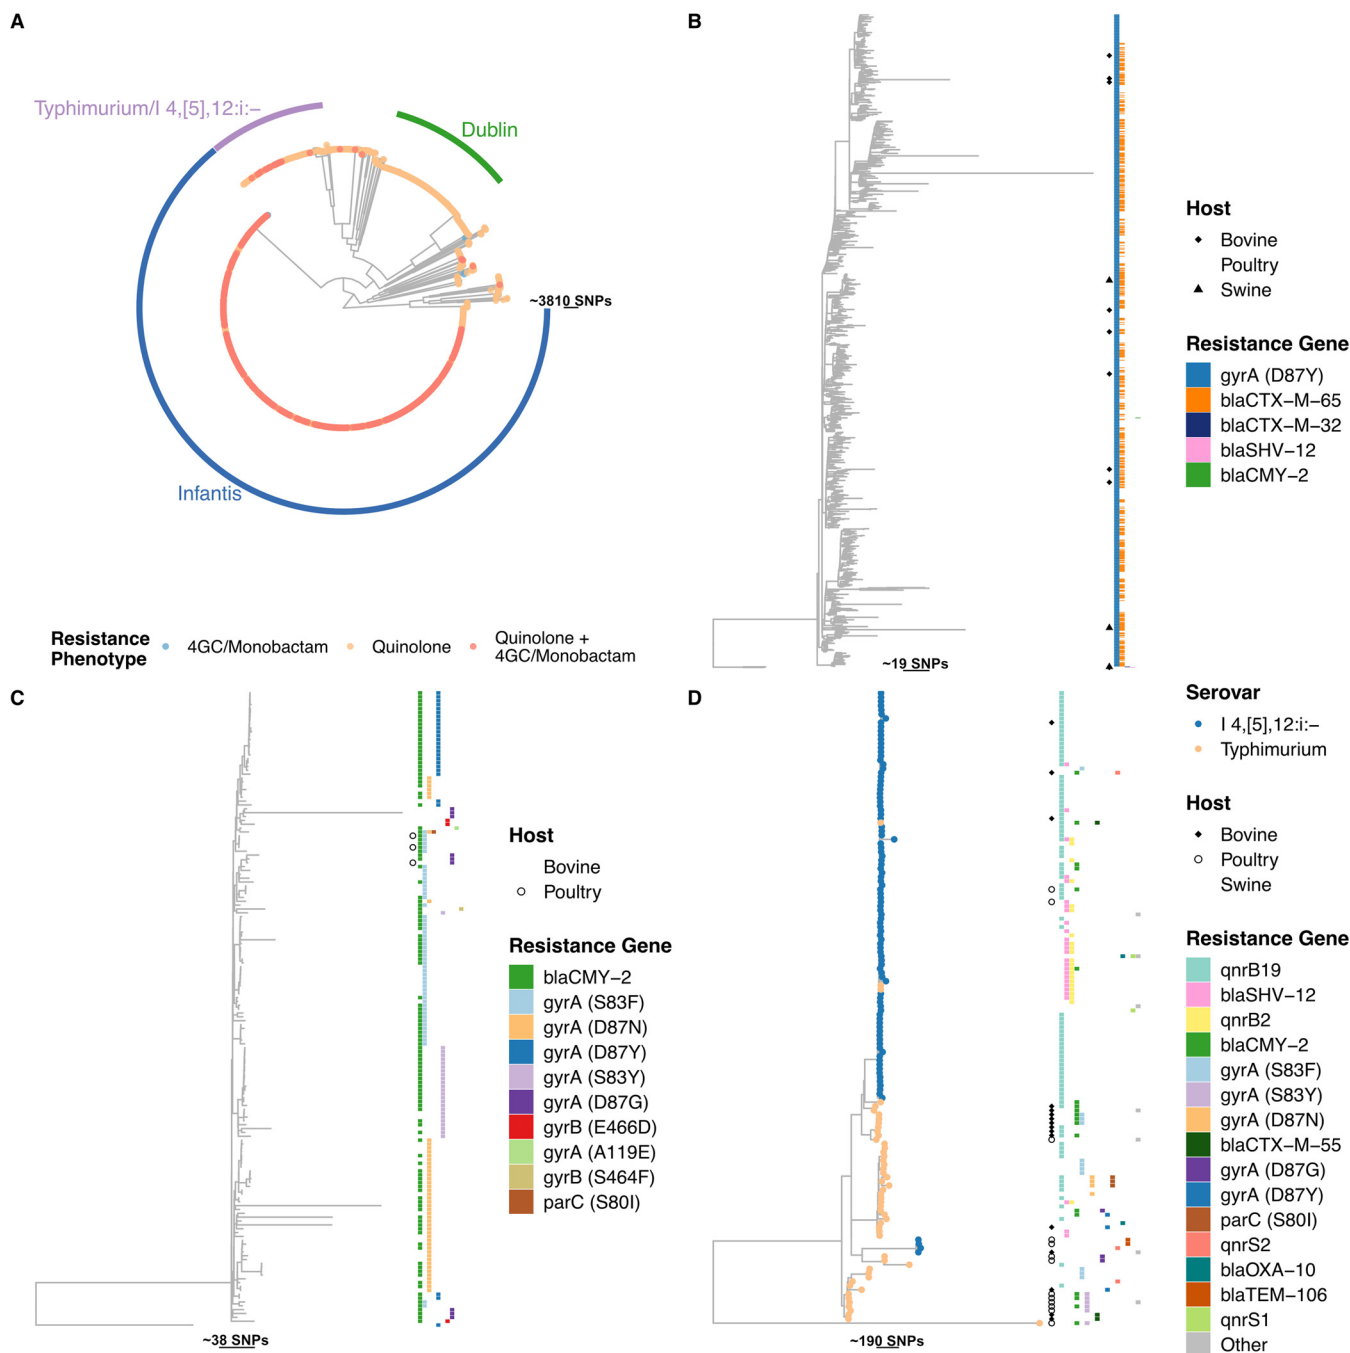 A
Typhimurium/I 4,[5],12:i:−
Dublin
~3810 SNPs
Infantis
Resistance
Phenotype
4GC/Monobactam
Quinolone
Quinolone +
4GC/Monobactam
B
~19 SNPs
Host
Bovine
Poultry
Swine
Resistance Gene
gyrA (D87Y)
blaCTX−M−65
blaCTX−M−32
blaSHV−12
blaCMY−2
C
~38 SNPs
Host
Bovine
Poultry
Resistance Gene
blaCMY−2
gyrA (S83F)
gyrA (D87N)
gyrA (D87Y)
gyrA (S83Y)
gyrA (D87G)
gyrB (E466D)
gyrA (A119E)
gyrB (S464F)
parC (S80I)
D
~190 SNPs
Serovar
I 4,[5],12:i:−
Typhimurium
Host
Bovine
Poultry
Swine
Resistance Gene
qnrB19
blaSHV−12
qnrB2
blaCMY−2
gyrA (S83F)
gyrA (S83Y)
gyrA (D87N)
blaCTX−M−55
gyrA (D87G)
gyrA (D87Y)
parC (S80I)
qnrS2
blaOXA−10
blaTEM−106
qnrS1
Other